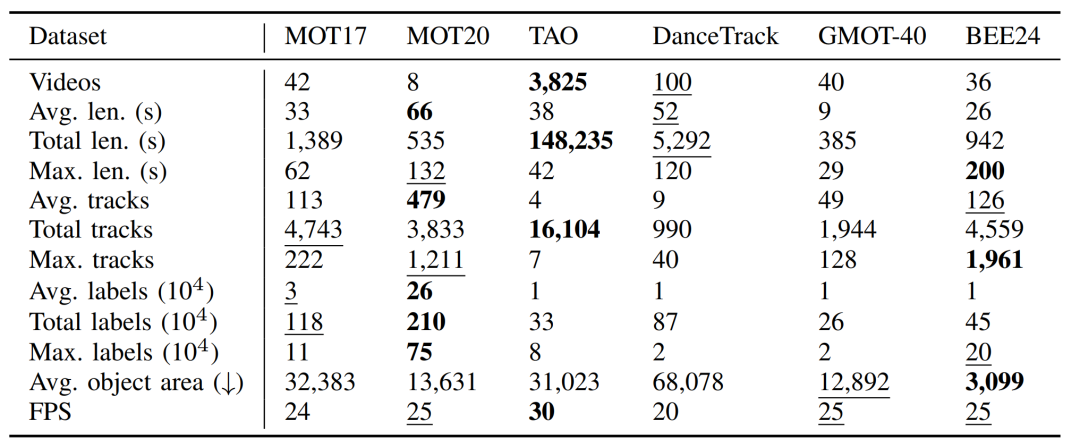 Dataset MOT17 MOT20 TAO DanceTrack GMOT-40 BEE24
Videos 42 8 3,825 100 40 36
Avg. len. (s) 33 66 38 52 9 26
Total len. (s) 1,389 535 148,235 5,292 385 942
Max. len. (s) 62 132 42 120 29 200
Avg. tracks 113 479 4 9 49 126
Total tracks 4,743 3,833 16,104 990 1,944 4,559
Max. tracks 222 1,211 7 40 128 1,961
Avg. labels (10⁴) 3 26 1 1 1 1
Total labels (10⁴) 118 210 33 87 26 45
Max. labels (10⁴) 11 75 8 2 2 20
Avg. object area (↓) 32,383 13,631 31,023 68,078 12,892 3,099
FPS 24 25 30 20 25 25